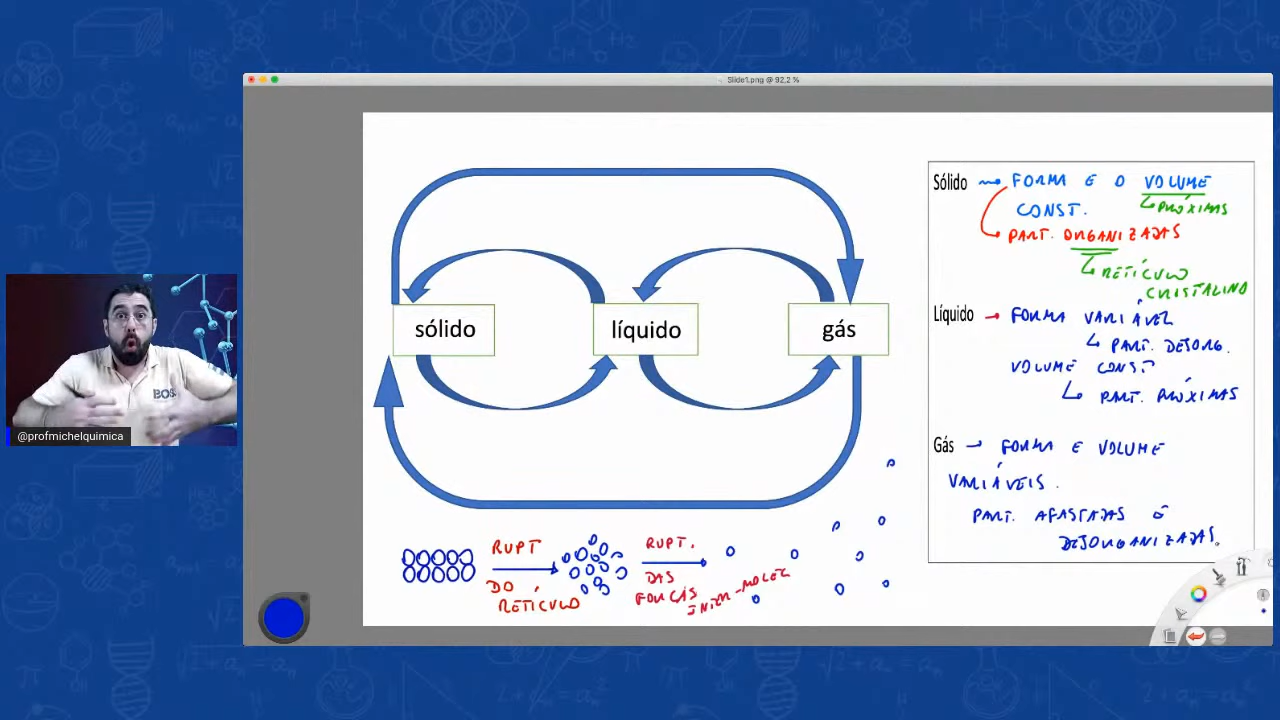 Slide1.png @ 92,2 %
sólido
líquido
gás
Sólido → FORMA E O VOLUME
CONST. ↳ PRÓXIMAS
PART. ORGANIZADAS
↳ RETÍCULO
CRISTALINO
Líquido → FORMA VARIÁVEL
↳ PART. DESORG.
VOLUME CONST
↳ PART. PRÓXIMAS
Gás → FORMA E VOLUME
VARIÁVEIS.
PART. AFASTADAS E
DESORGANIZADAS.
RUPT
DO
RETÍCULO
RUPT.
DAS
FORÇAS
INTER-MOLEC
BOS
@profmichelquimica